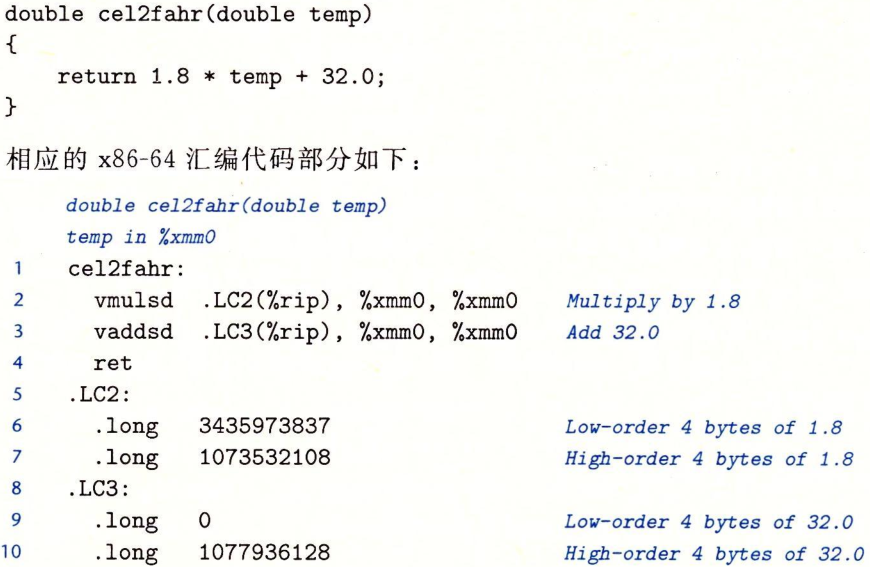 double cel2fahr(double temp)
{
    return 1.8 * temp + 32.0;
}
相应的 x86-64 汇编代码部分如下：
double cel2fahr(double temp)
temp in %xmm0
1 cel2fahr:
2 vmulsd .LC2(%rip), %xmm0, %xmm0 Multiply by 1.8
3 vaddsd .LC3(%rip), %xmm0, %xmm0 Add 32.0
4 ret
5 .LC2:
6 .long 3435973837 Low-order 4 bytes of 1.8
7 .long 1073532108 High-order 4 bytes of 1.8
8 .LC3:
9 .long 0 Low-order 4 bytes of 32.0
10 .long 1077936128 High-order 4 bytes of 32.0